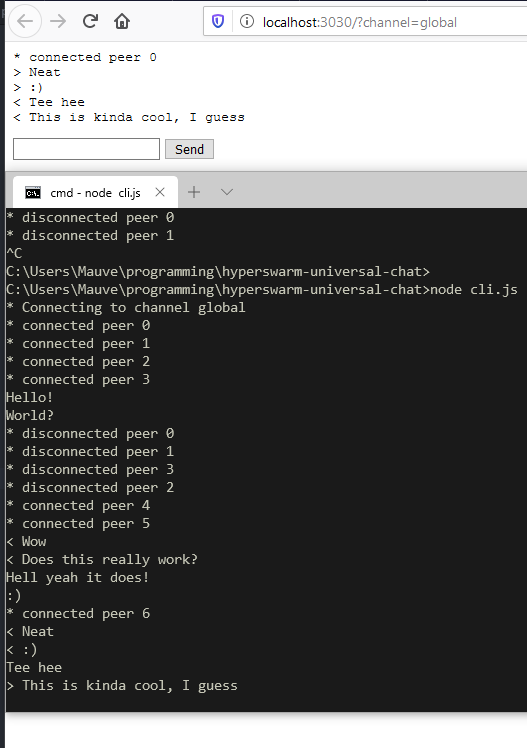 localhost:3030/?channel=global
* connected peer 0
> Neat
> :)
< Tee hee
< This is kinda cool, I guess
Send
cmd - node cli.js
* disconnected peer 0
* disconnected peer 1
^C
C:\Users\Mauve\programming\hyperswarm-universal-chat>
C:\Users\Mauve\programming\hyperswarm-universal-chat>node cli.js
* Connecting to channel global
* connected peer 0
* connected peer 1
* connected peer 2
* connected peer 3
Hello!
World?
* disconnected peer 0
* disconnected peer 1
* disconnected peer 3
* disconnected peer 2
* connected peer 4
* connected peer 5
< Wow
< Does this really work?
Hell yeah it does!
:)
* connected peer 6
< Neat
< :)
Tee hee
> This is kinda cool, I guess